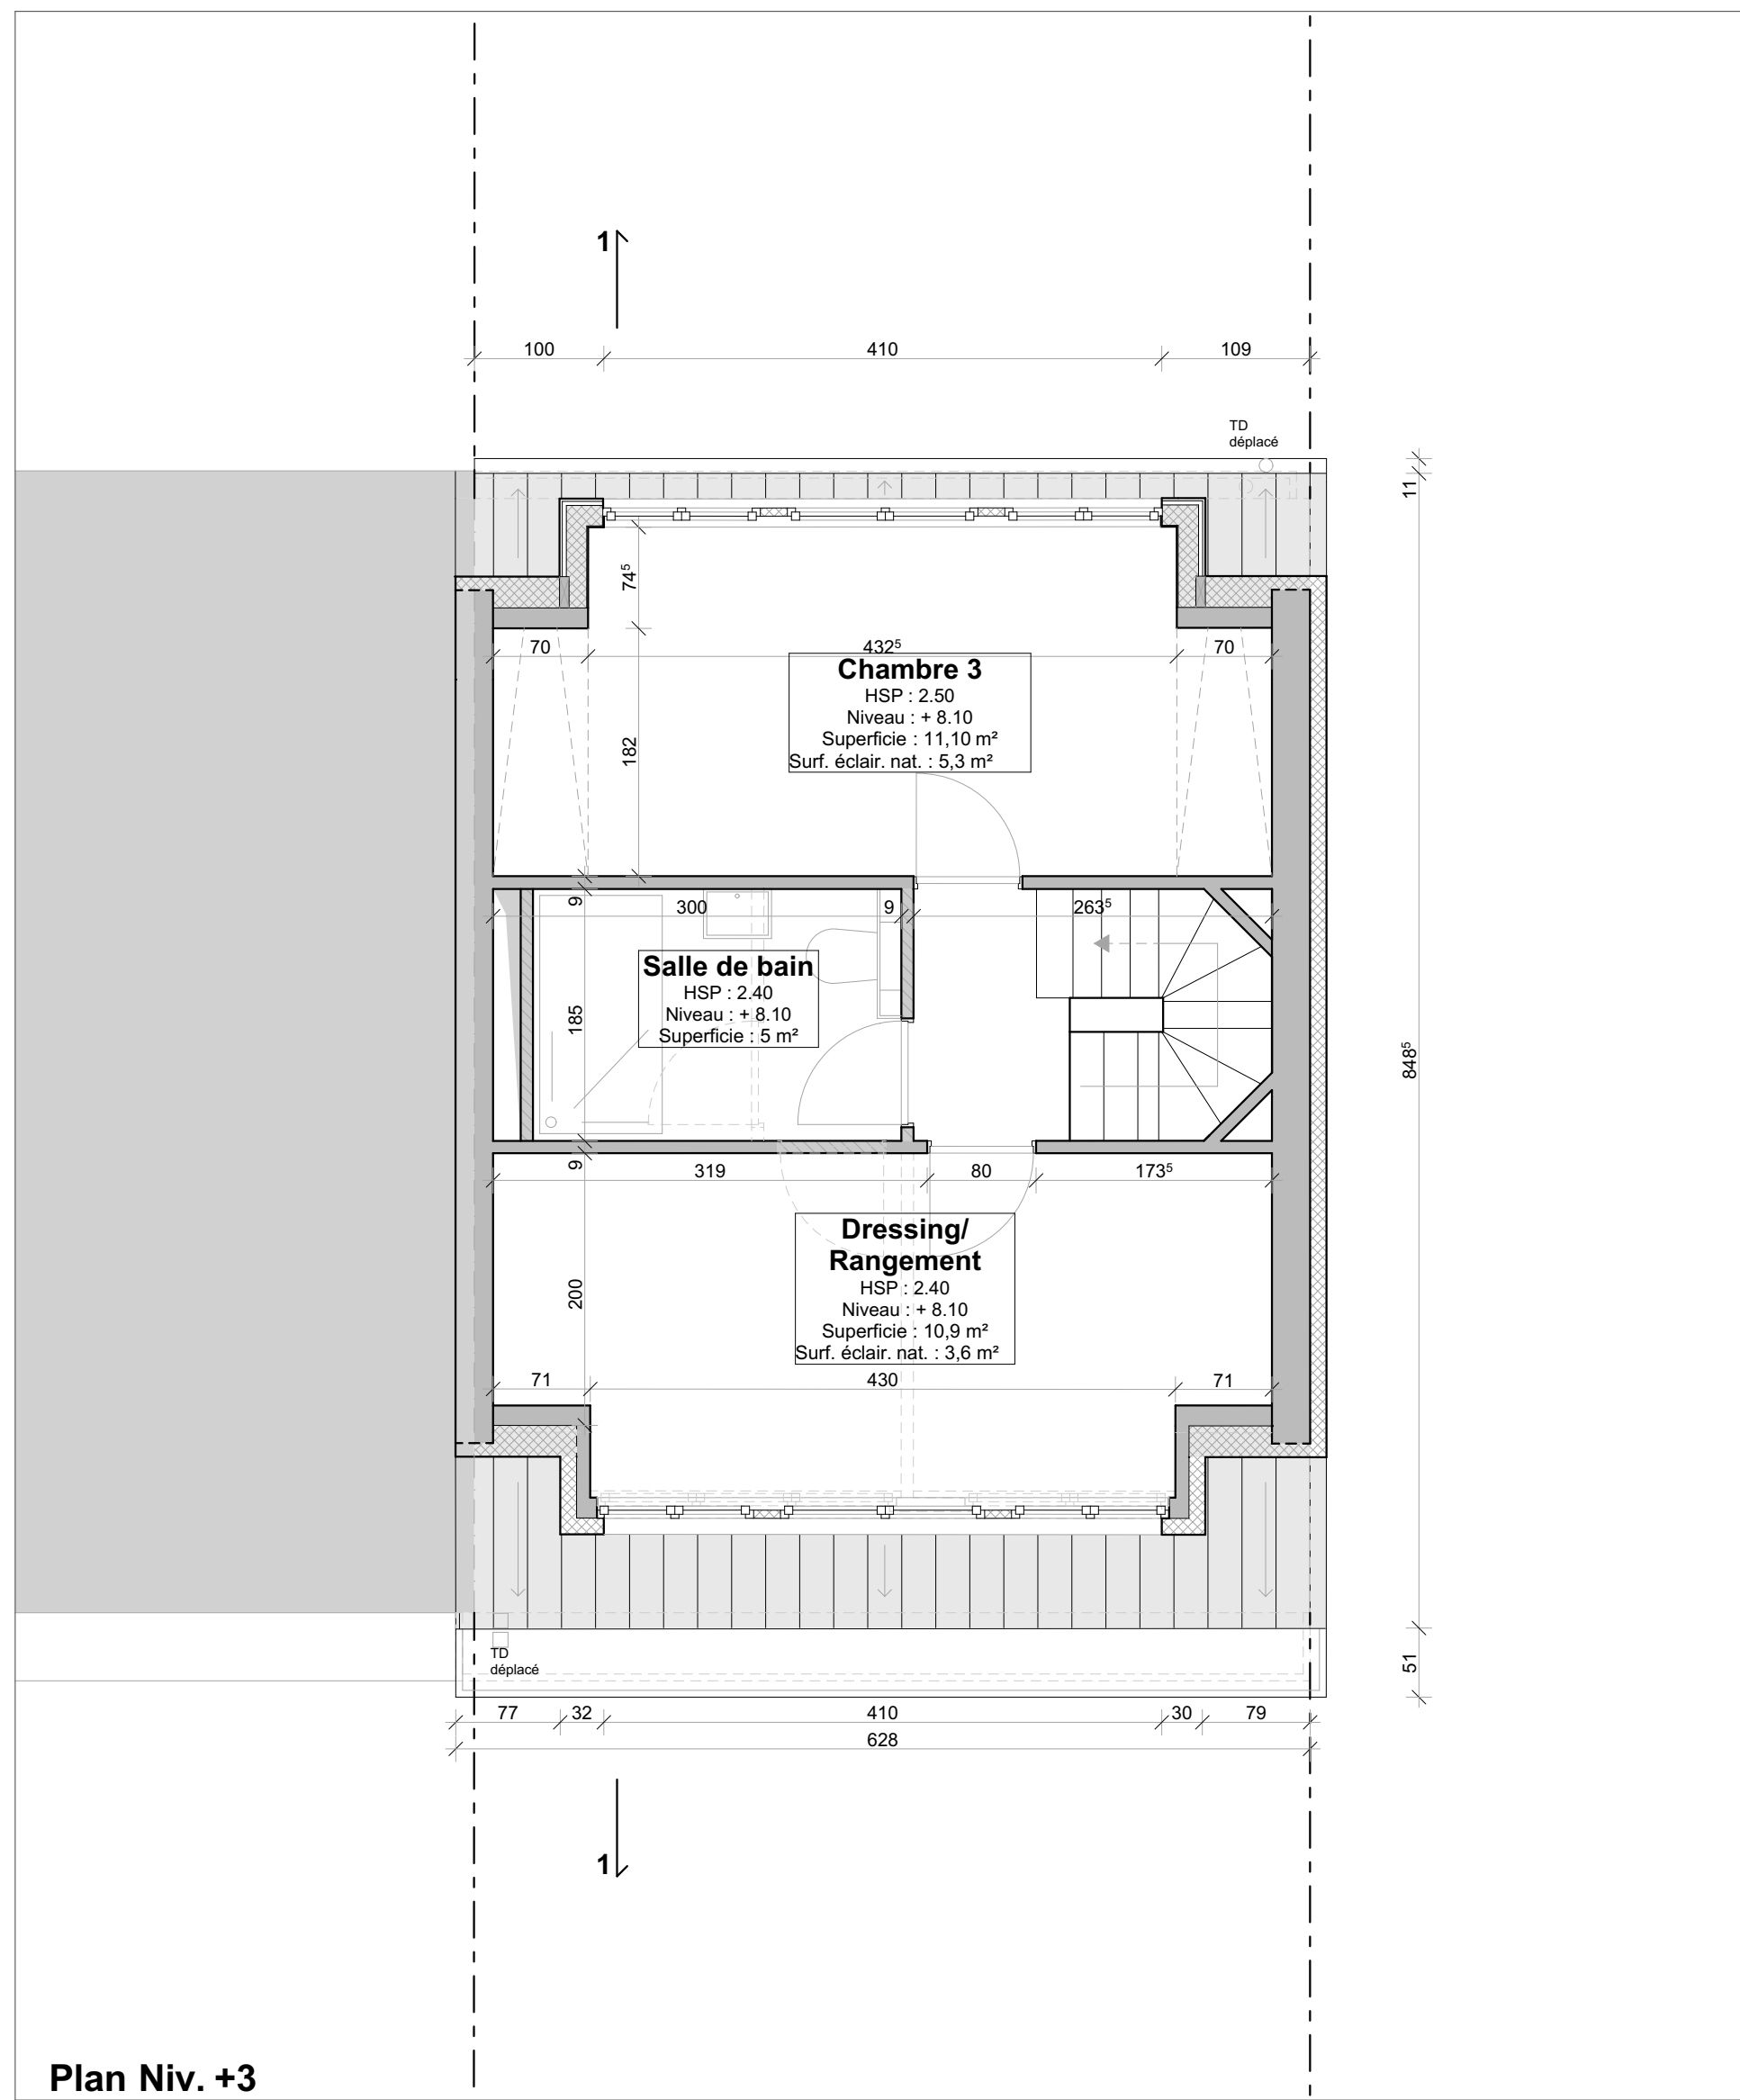 1
100 410 109
TD
déplacé
11
74⁵
70 432⁵ 70
Chambre 3
HSP : 2.50
Niveau : + 8.10
Superficie : 11,10 m²
Surf. éclair. nat. : 5,3 m²
182
9
300 9 263⁵
Salle de bain
HSP : 2.40
Niveau : + 8.10
Superficie : 5 m²
185
848⁵
9
319 80 173⁵
Dressing/
Rangement
HSP : 2.40
Niveau : + 8.10
Superficie : 10,9 m²
Surf. éclair. nat. : 3,6 m²
200
71 430 71
TD
déplacé
51
77 32 410 30 79
628
1
Plan Niv. +3